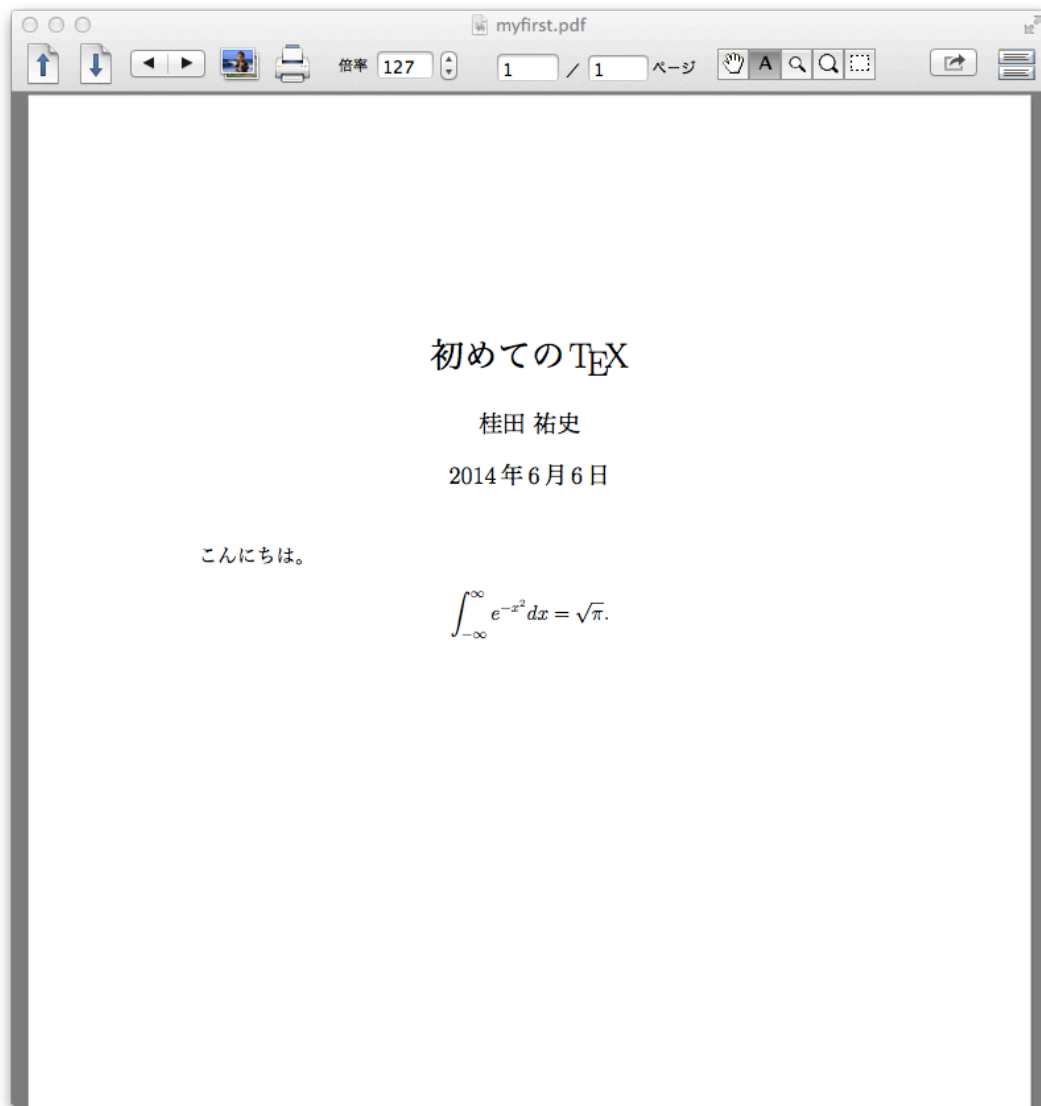 myfirst.pdf
倍率 127 1 / 1 ページ A
初めてのTEX
桂田 祐史
2014年6月6日
こんにちは。
∫_{-∞}^{∞} e^{-x^2} dx = √π.